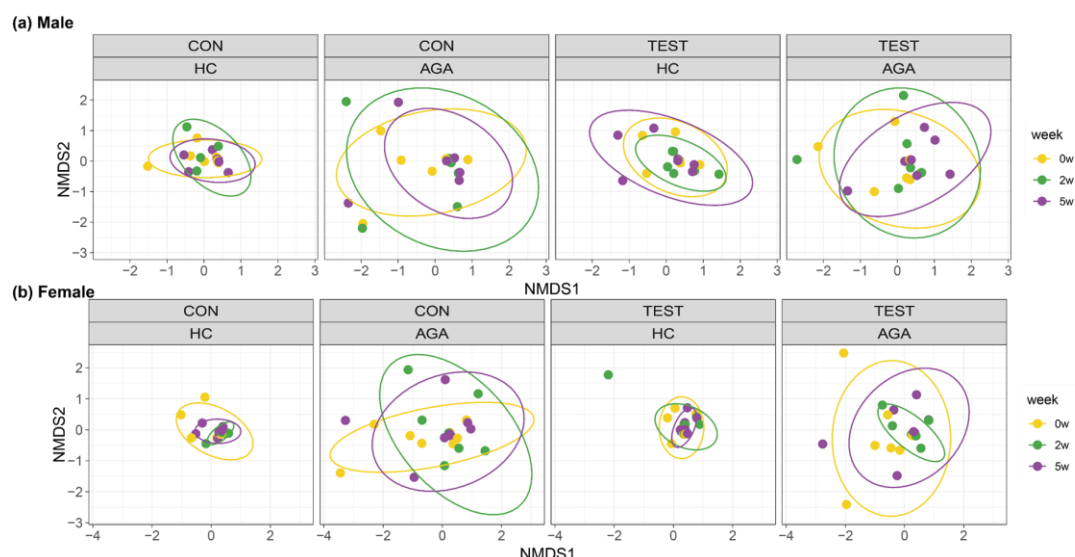 (a) Male
CON CON TEST TEST
HC AGA HC AGA
2
1
0
−1
−2
−3
NMDS2
−2 −1 0 1 2 3 −2 −1 0 1 2 3 −2 −1 0 1 2 3 −2 −1 0 1 2 3
NMDS1
week
0w
2w
5w
(b) Female
CON CON TEST TEST
HC AGA HC AGA
2
1
0
−1
−2
−3
NMDS2
−4 −2 0 2 −4 −2 0 2 −4 −2 0 2 −4 −2 0 2
NMDS1
week
0w
2w
5w